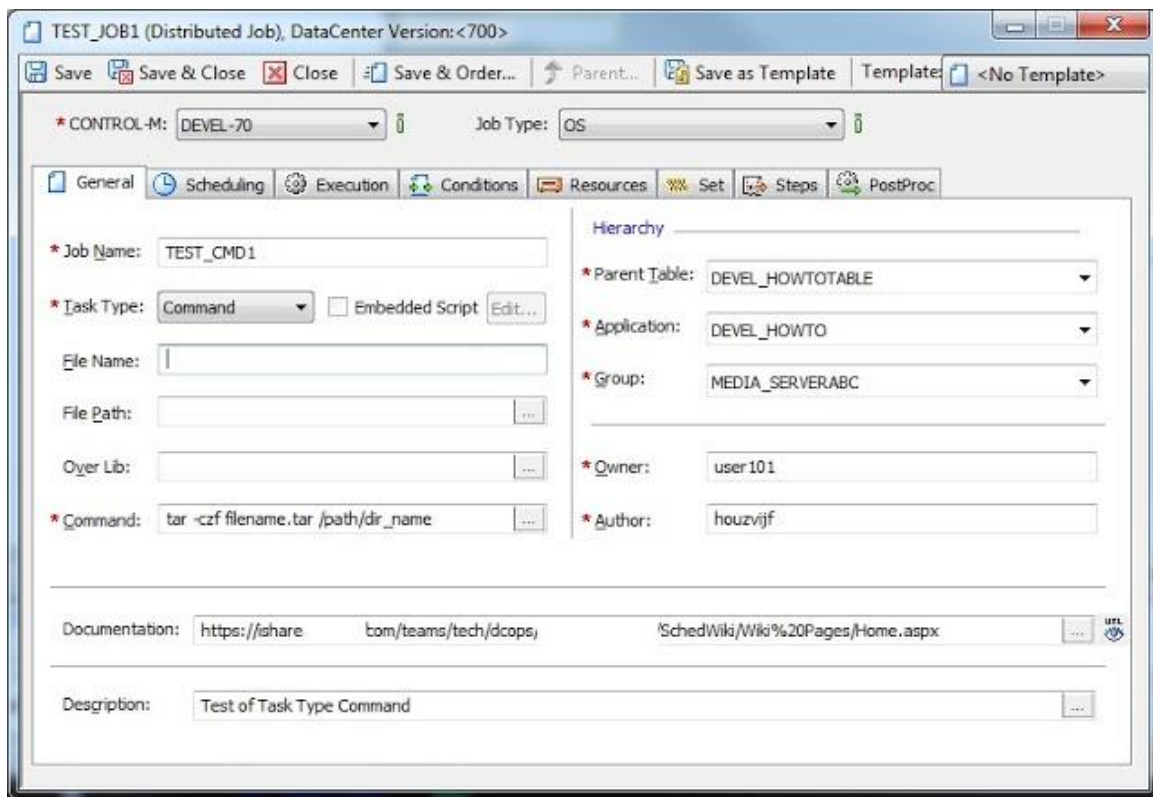 TEST_JOB1 (Distributed Job), DataCenter Version:<700>
Save Save & Close Close Save & Order... Parent... Save as Template Template: <No Template>
* CONTROL-M: DEVEL-70 Job Type: OS
General Scheduling Execution Conditions Resources Set Steps PostProc
Hierarchy
* Job Name: TEST_CMD1
* Parent Table: DEVEL_HOWTOTABLE
* Task Type: Command Embedded Script Edit...
* Application: DEVEL_HOWTO
File Name:
* Group: MEDIA_SERVERABC
File Path: ...
Over Lib: ...
* Owner: user101
* Command: tar -czf filename.tar /path/dir_name ...
* Author: houzvijf
Documentation: https://ishare com/teams/tech/dcops/ /SchedWiki/Wiki%20Pages/Home.aspx ... URL
Description: Test of Task Type Command ...